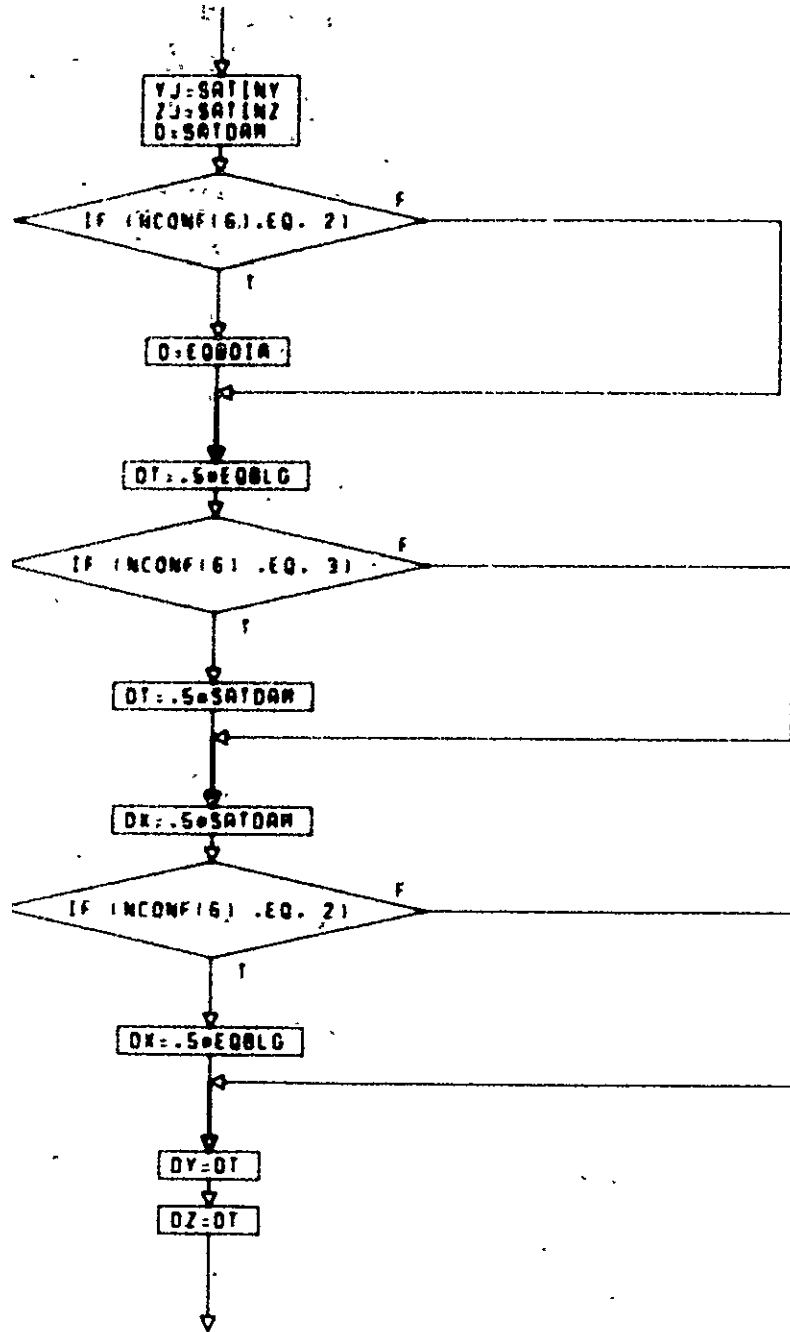 YJ=SATINY
ZJ=SATINZ
D=SATDAM
F
IF (NCONF(6).EQ. 2)
T
D=EQBDIA
DT=.5*EQBLG
F
IF (NCONF(6) .EQ. 3)
T
DT=.5*SATDAM
DX=.5*SATDAM
F
IF (NCONF(6) .EQ. 2)
T
DX=.5*EQBLG
DY=DT
DZ=DT